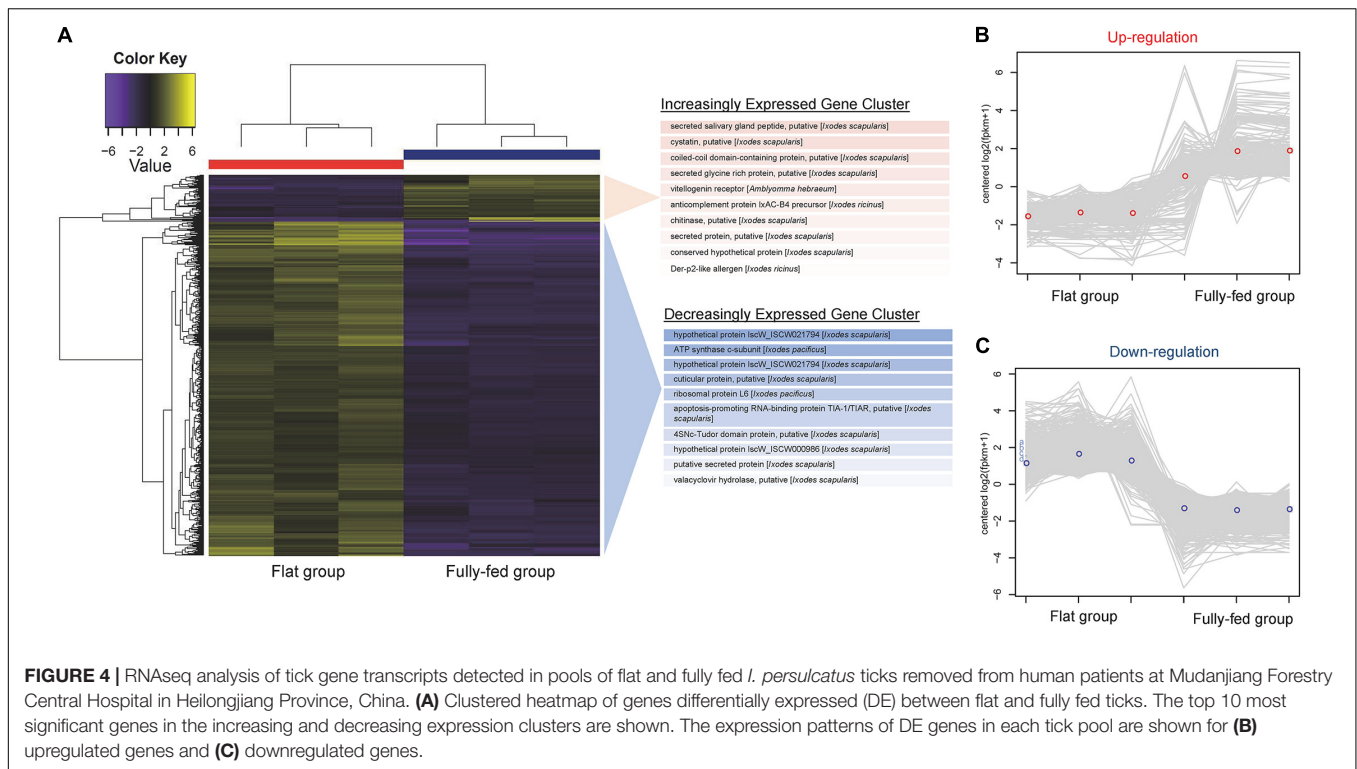 A
Color Key
−6 −2 2 6
Value
Flat group
Fully-fed group
Increasingly Expressed Gene Cluster
secreted salivary gland peptide, putative [Ixodes scapularis]
cystatin, putative [Ixodes scapularis]
coiled-coil domain-containing protein, putative [Ixodes scapularis]
secreted glycine rich protein, putative [Ixodes scapularis]
vitellogenin receptor [Amblyomma hebraeum]
anticomplement protein IxAC-B4 precursor [Ixodes ricinus]
chitinase, putative [Ixodes scapularis]
secreted protein, putative [Ixodes scapularis]
conserved hypothetical protein [Ixodes scapularis]
Der-p2-like allergen [Ixodes ricinus]
Decreasingly Expressed Gene Cluster
hypothetical protein IscW_ISCW021794 [Ixodes scapularis]
ATP synthase c-subunit [Ixodes pacificus]
hypothetical protein IscW_ISCW021794 [Ixodes scapularis]
cuticular protein, putative [Ixodes scapularis]
ribosomal protein L6 [Ixodes pacificus]
apoptosis-promoting RNA-binding protein TIA-1/TIAR, putative [Ixodes
scapularis]
4SNc-Tudor domain protein, putative [Ixodes scapularis]
hypothetical protein IscW_ISCW000986 [Ixodes scapularis]
putative secreted protein [Ixodes scapularis]
valacyclovir hydrolase, putative [Ixodes scapularis]
B
Up-regulation
centered log2(fpkm+1)
6
4
2
0
−2
−4
Flat group
Fully-fed group
C
Down-regulation
centered log2(fpkm+1)
6
4
2
0
−2
−4
−6
Flat group
Fully-fed group
FIGURE 4 | RNAseq analysis of tick gene transcripts detected in pools of flat and fully fed I. persulcatus ticks removed from human patients at Mudanjiang Forestry
Central Hospital in Heilongjiang Province, China. (A) Clustered heatmap of genes differentially expressed (DE) between flat and fully fed ticks. The top 10 most
significant genes in the increasing and decreasing expression clusters are shown. The expression patterns of DE genes in each tick pool are shown for (B)
upregulated genes and (C) downregulated genes.